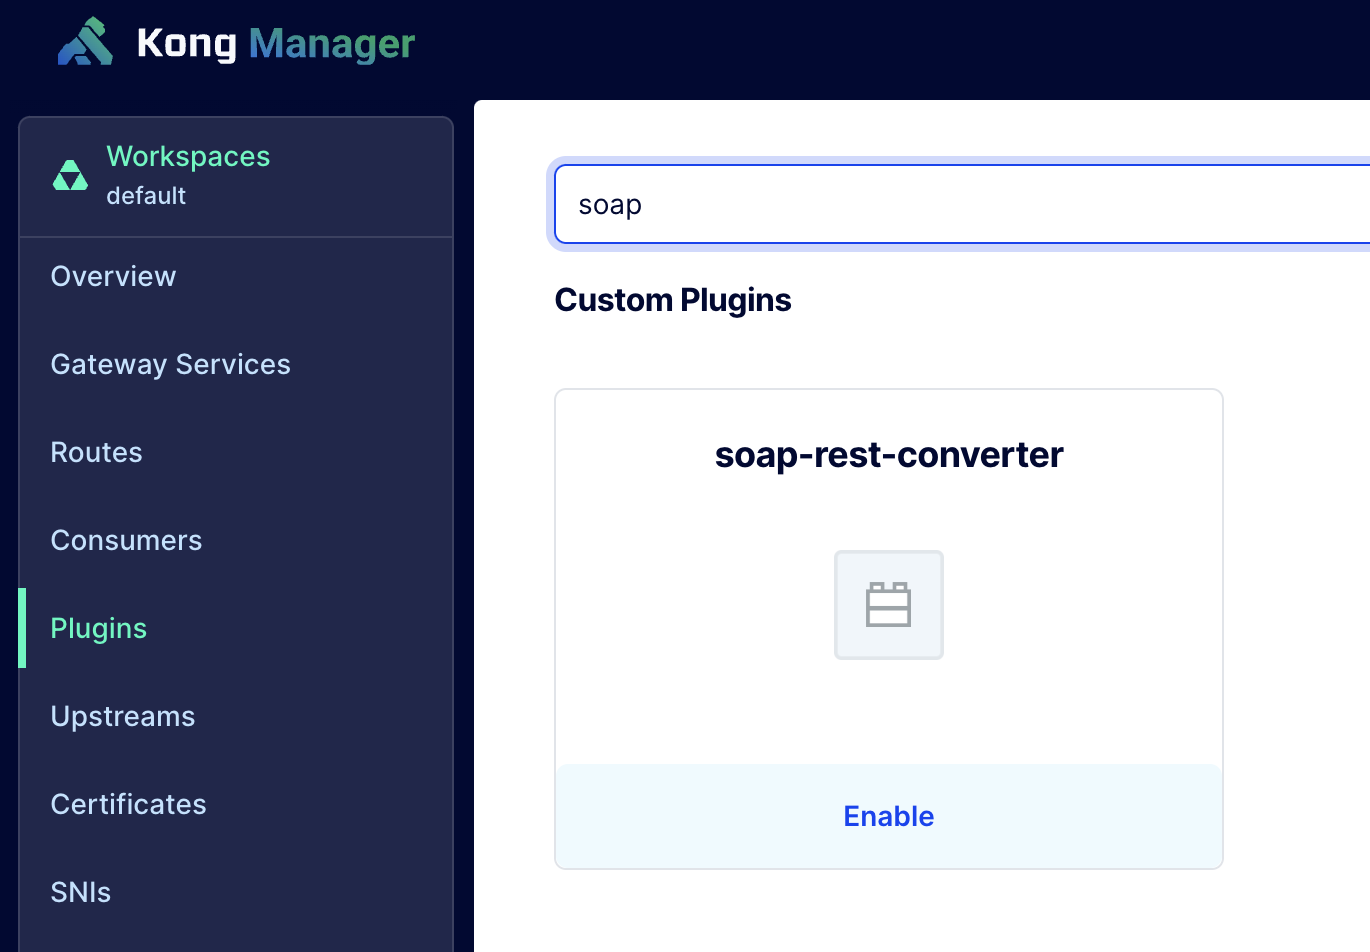 Kong Manager
Workspaces
default
Overview
Gateway Services
Routes
Consumers
Plugins
Upstreams
Certificates
SNIs
soap
Custom Plugins
soap-rest-converter
Enable